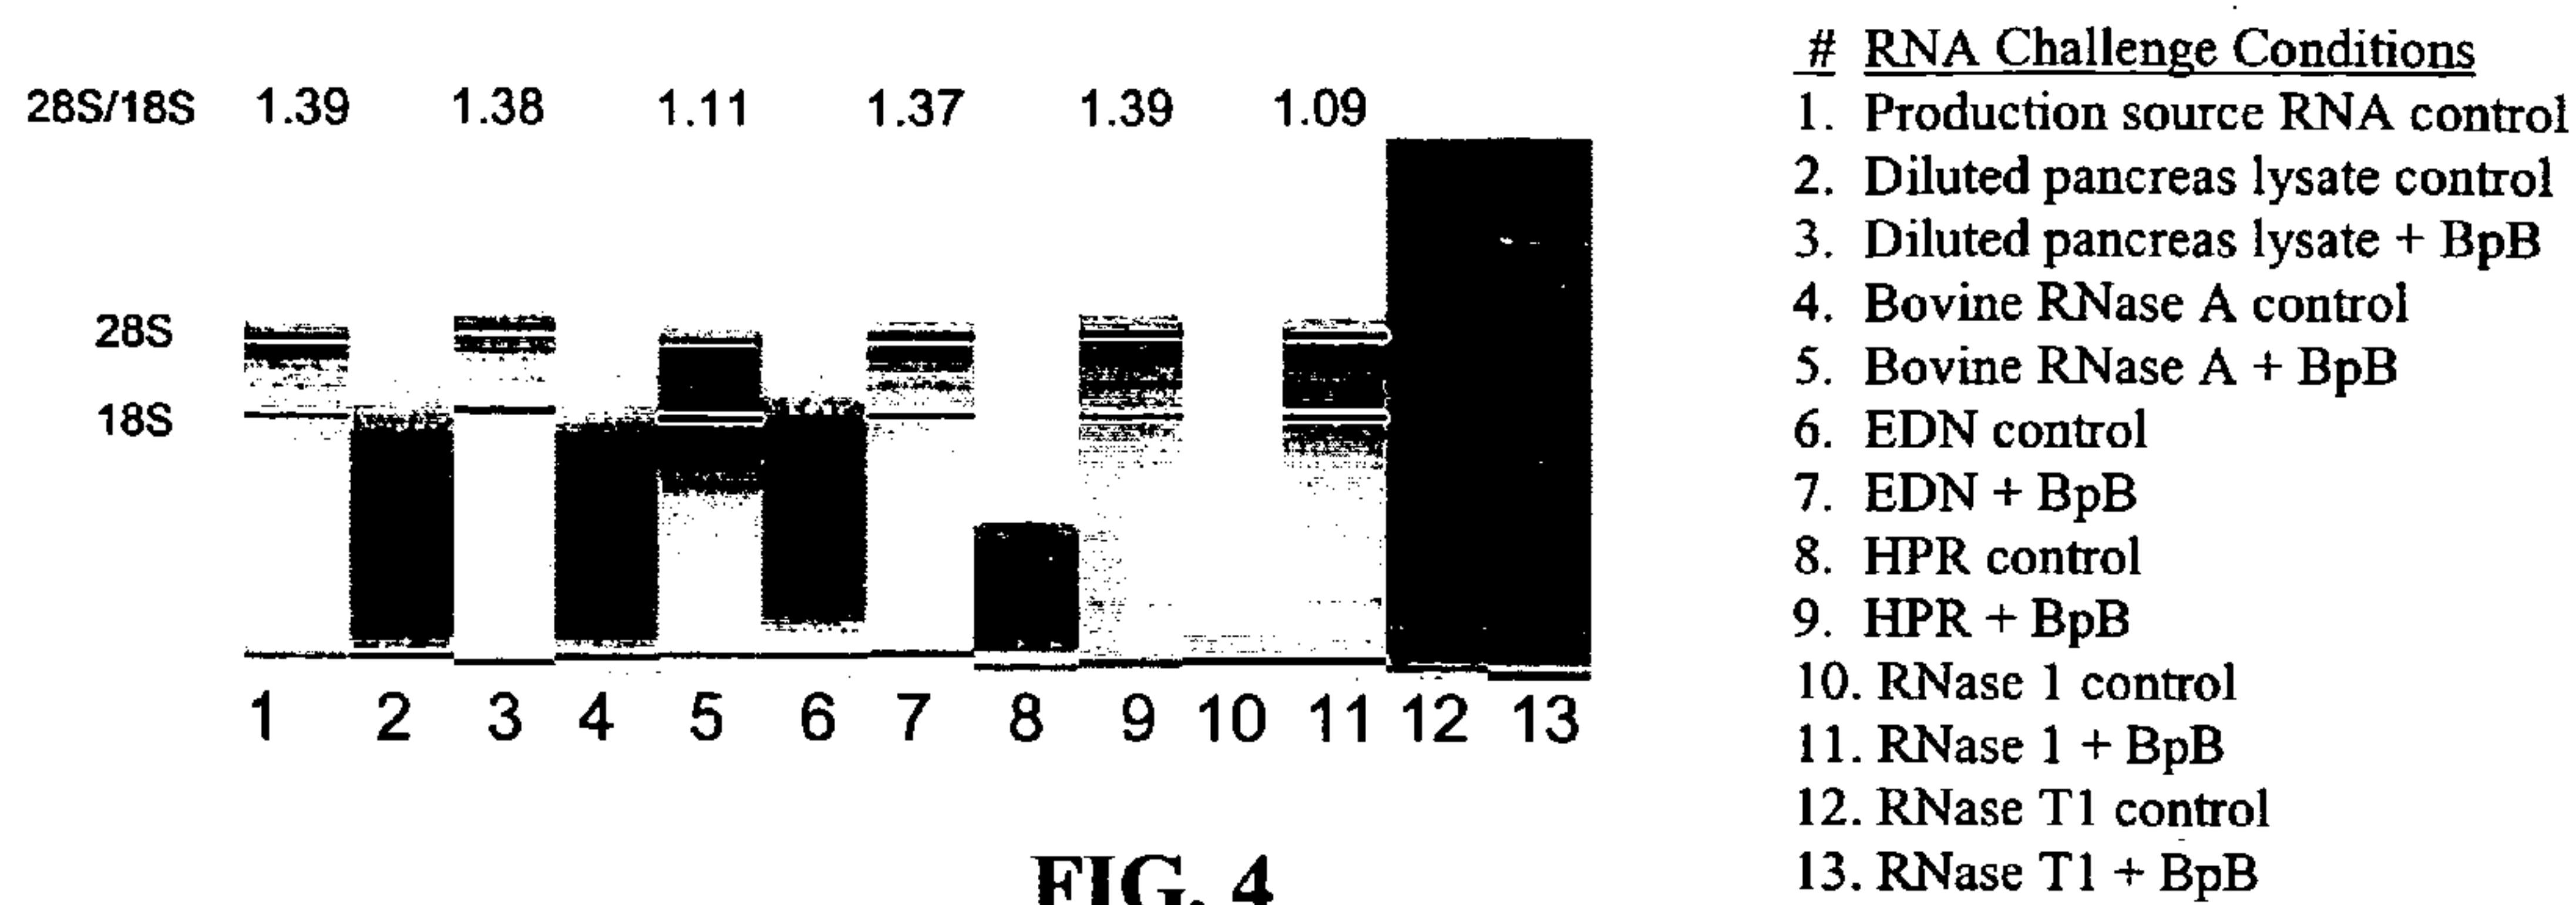 28S/18S 1.39 1.38 1.11 1.37 1.39 1.09
28S
18S
1 2 3 4 5 6 7 8 9 10 11 12 13
FIG. 4
# RNA Challenge Conditions
1. Production source RNA control
2. Diluted pancreas lysate control
3. Diluted pancreas lysate + BpB
4. Bovine RNase A control
5. Bovine RNase A + BpB
6. EDN control
7. EDN + BpB
8. HPR control
9. HPR + BpB
10. RNase 1 control
11. RNase 1 + BpB
12. RNase T1 control
13. RNase T1 + BpB